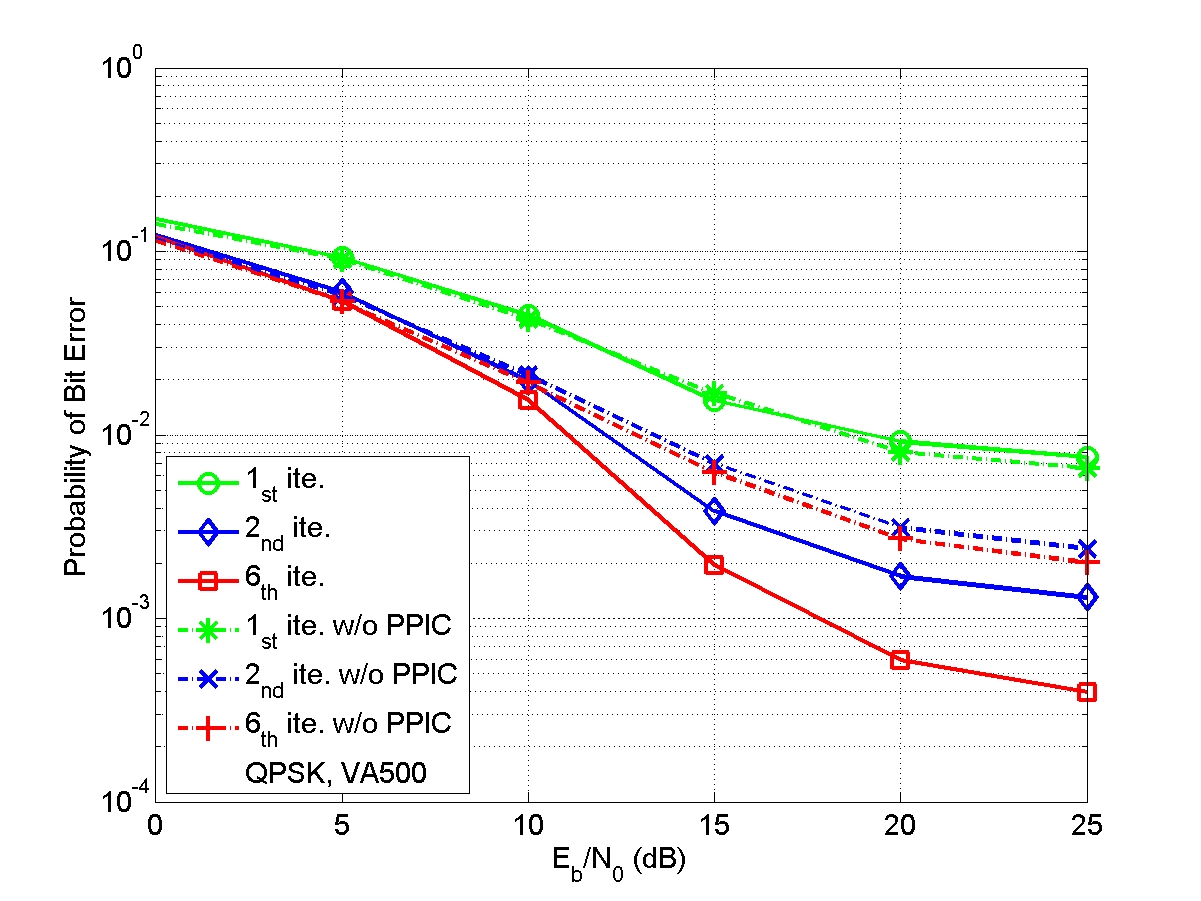 10^0
10^-1
10^-2
10^-3
10^-4
Probability of Bit Error
1_st ite.
2_nd ite.
6_th ite.
1_st ite. w/o PPIC
2_nd ite. w/o PPIC
6_th ite. w/o PPIC
QPSK, VA500
0 5 10 15 20 25
E_b/N_0 (dB)